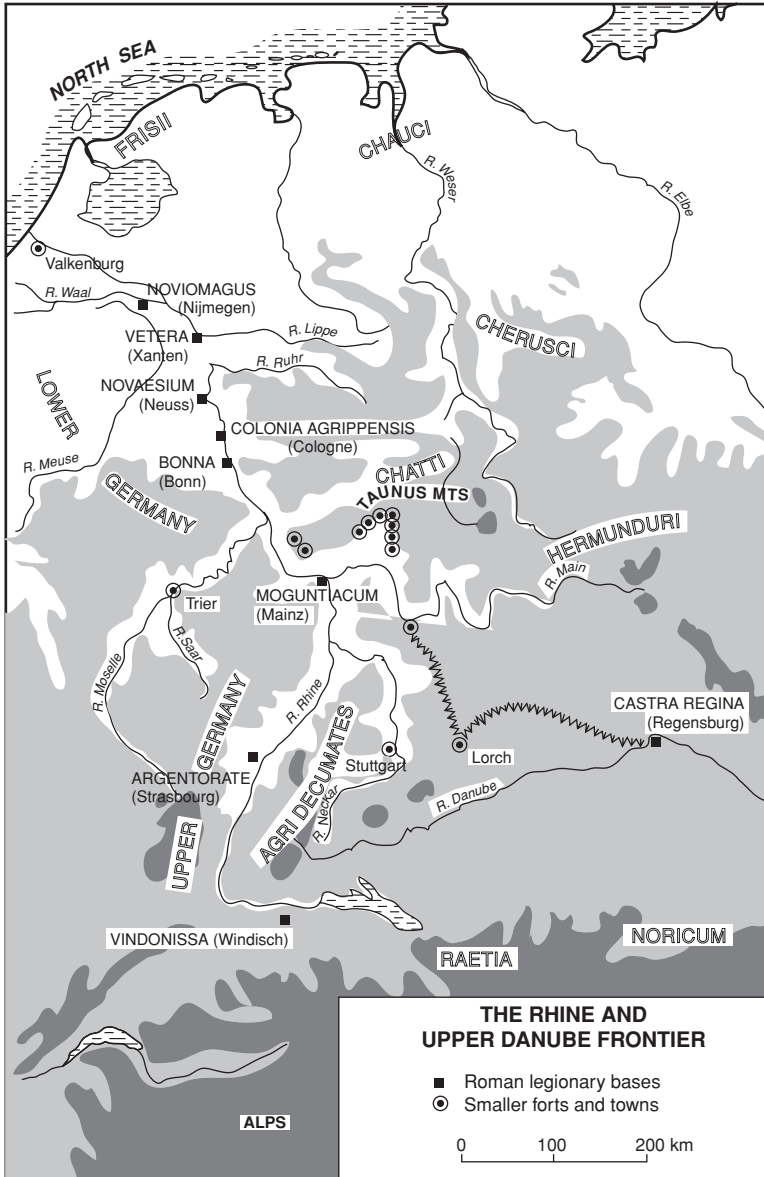 NORTH SEA
FRISII
CHAUCI
R. Weser
R. Elbe
Valkenburg
R. Waal
NOVIOMAGUS
(Nijmegen)
VETERA
(Xanten)
R. Lippe
CHERUSCI
R. Ruhr
NOVAESIUM
(Neuss)
LOWER
GERMANY
COLONIA AGRIPPENSIS
(Cologne)
BONNA
(Bonn)
R. Meuse
CHATTI
TAUNUS MTS
HERMUNDURI
R. Main
MOGUNTIACUM
(Mainz)
Trier
R.Saar
R. Moselle
R. Rhine
UPPER
GERMANY
CASTRA REGINA
(Regensburg)
Lorch
Stuttgart
ARGENTORATE
(Strasbourg)
AGRI DECUMATES
R. Neckar
R. Danube
VINDONISSA (Windisch)
RAETIA
NORICUM
ALPS
THE RHINE AND
UPPER DANUBE FRONTIER
Roman legionary bases
Smaller forts and towns
0 100 200 km